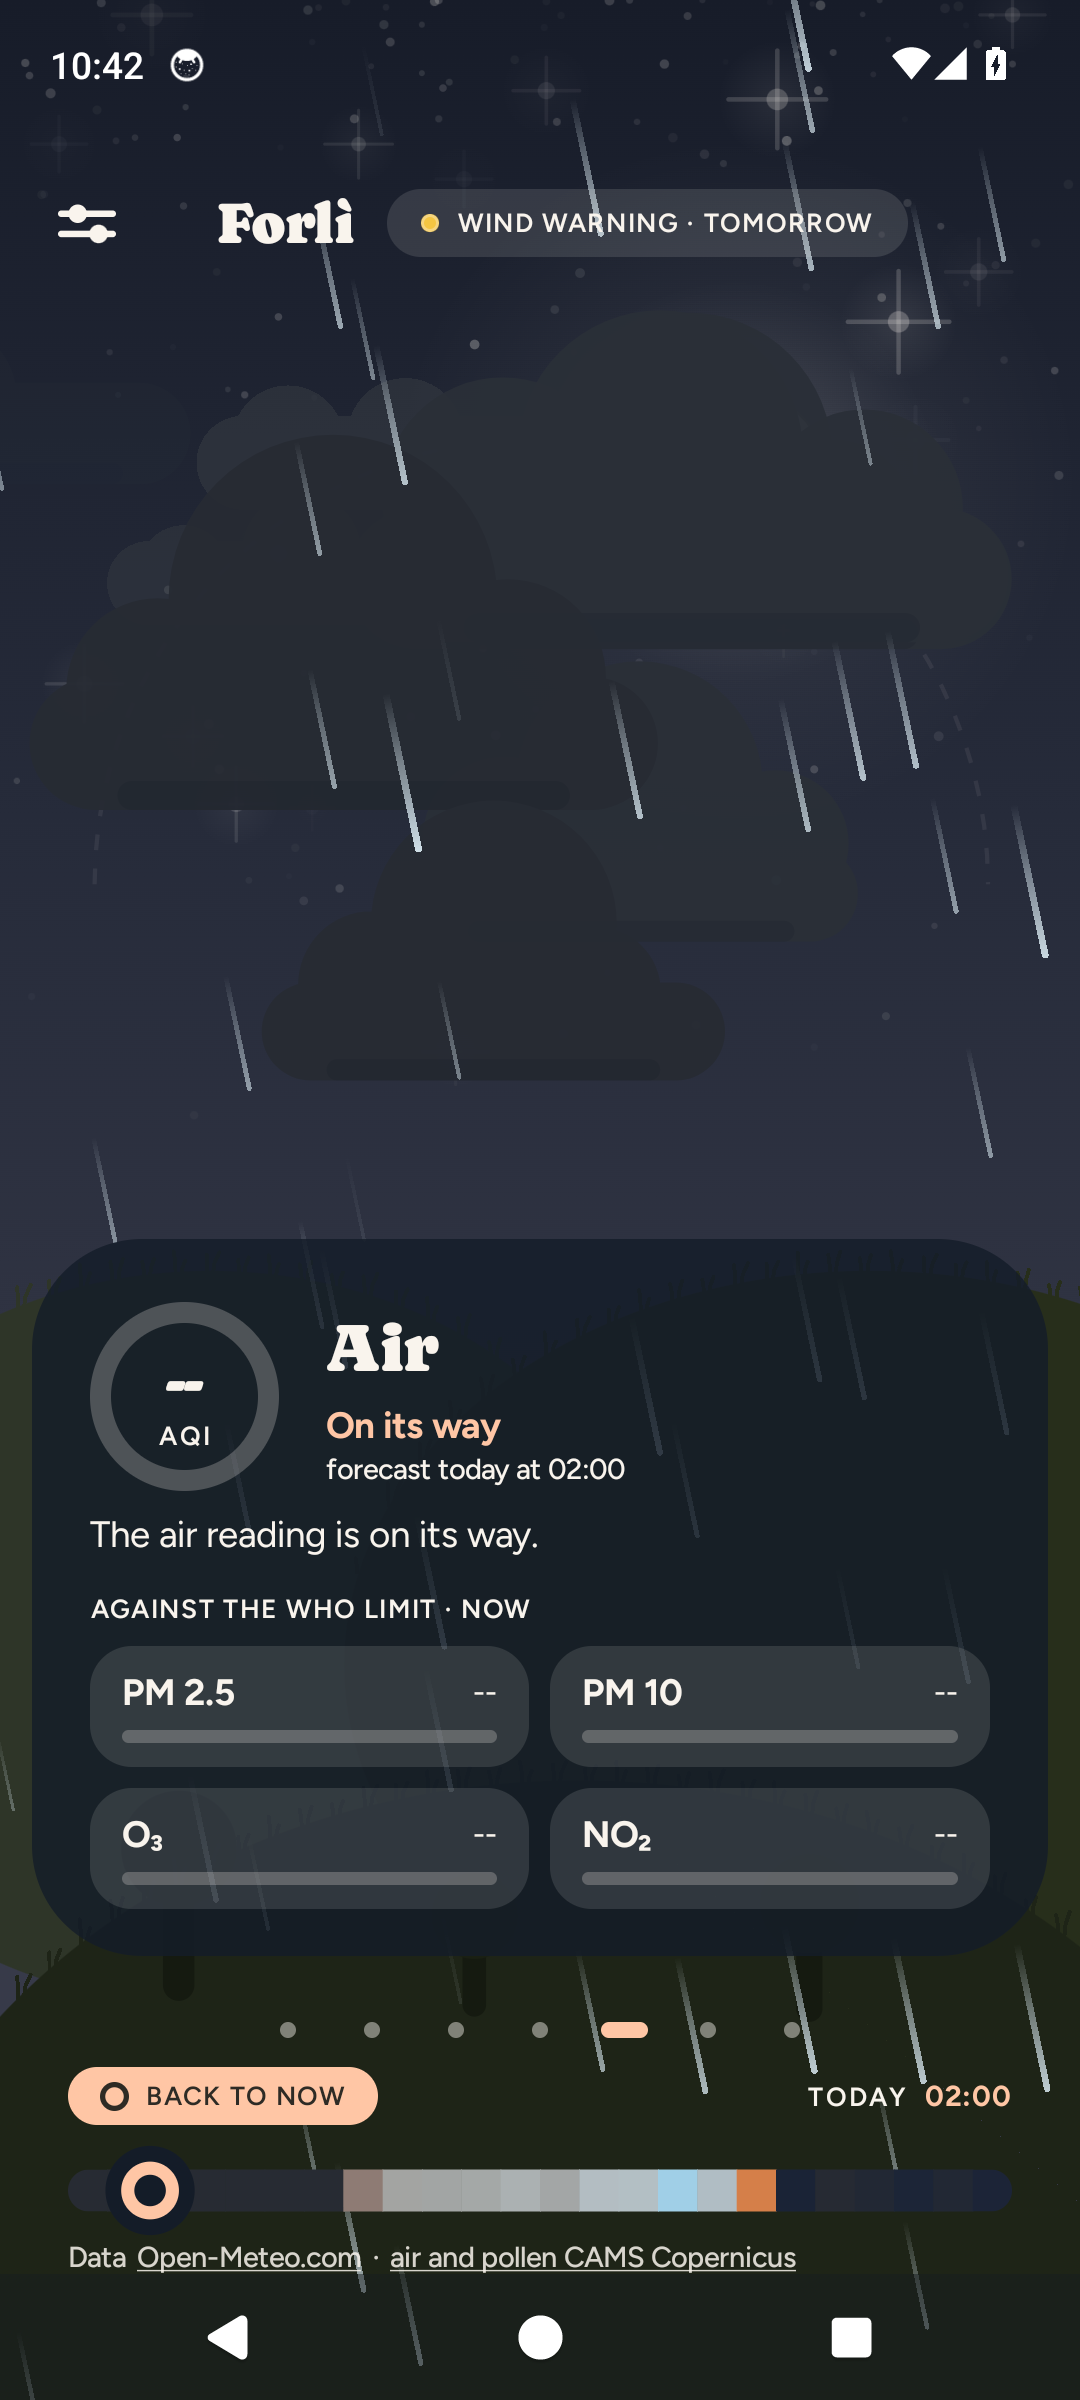 10:42
Forlì
WIND WARNING · TOMORROW
--
AQI
Air
On its way
forecast today at 02:00
The air reading is on its way.
AGAINST THE WHO LIMIT · NOW
PM 2.5 --
PM 10 --
O₃ --
NO₂ --
BACK TO NOW
TODAY 02:00
Data Open-Meteo.com · air and pollen CAMS Copernicus